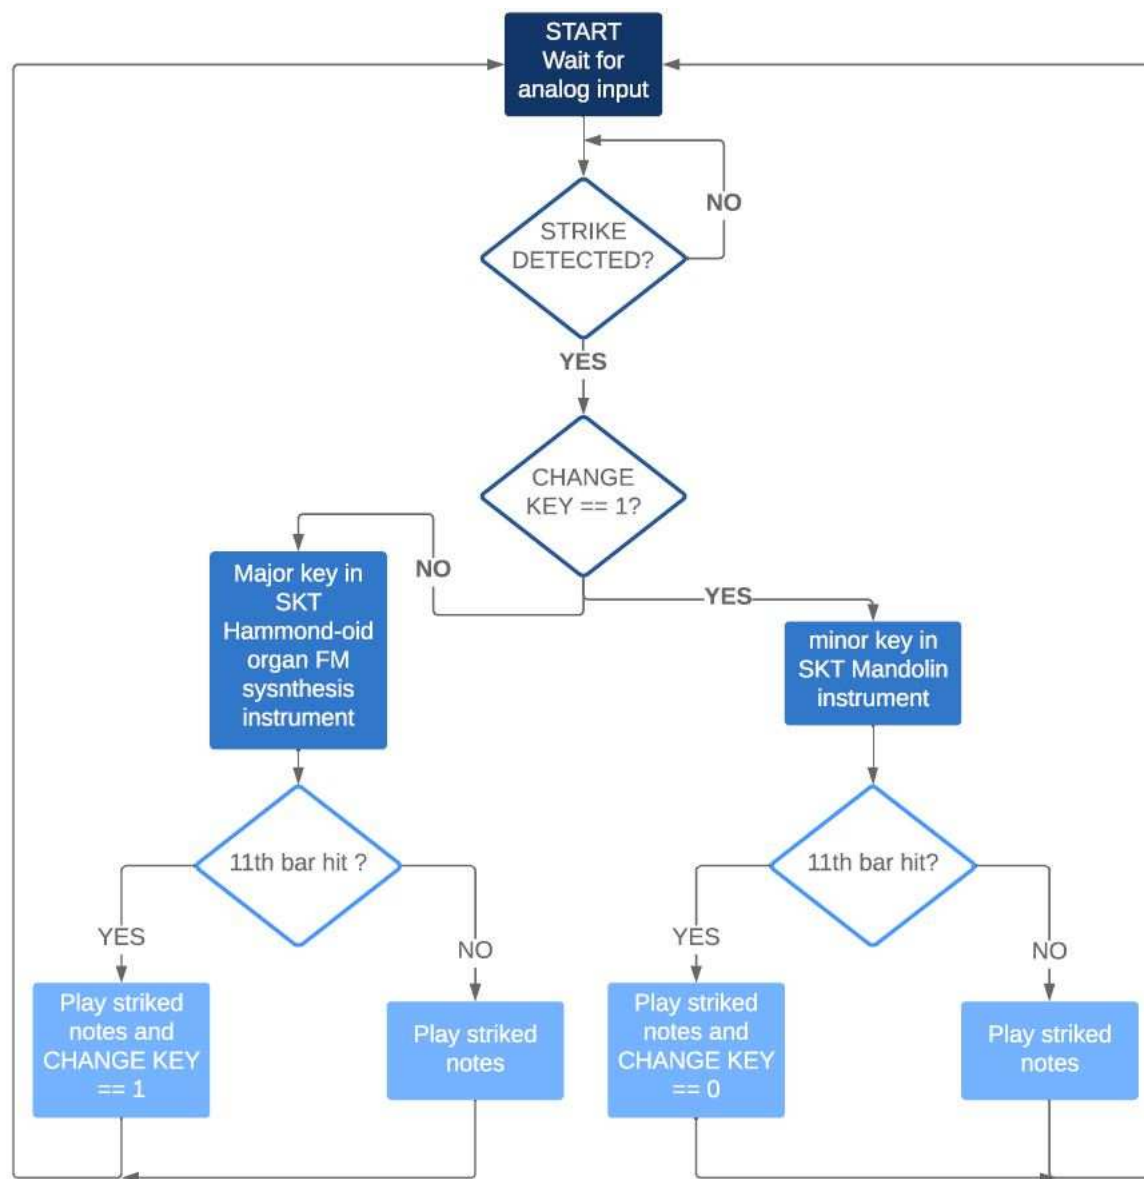 START
Wait for
analog input
NO
STRIKE
DETECTED?
YES
CHANGE
KEY == 1?
NO
YES
Major key in
SKT
Hammond-oid
organ FM
sysnthesis
instrument
minor key in
SKT Mandolin
instrument
11th bar hit ?
11th bar hit?
YES
NO
YES
NO
Play striked
notes and
CHANGE KEY
== 1
Play striked
notes
Play striked
notes and
CHANGE KEY
== 0
Play striked
notes